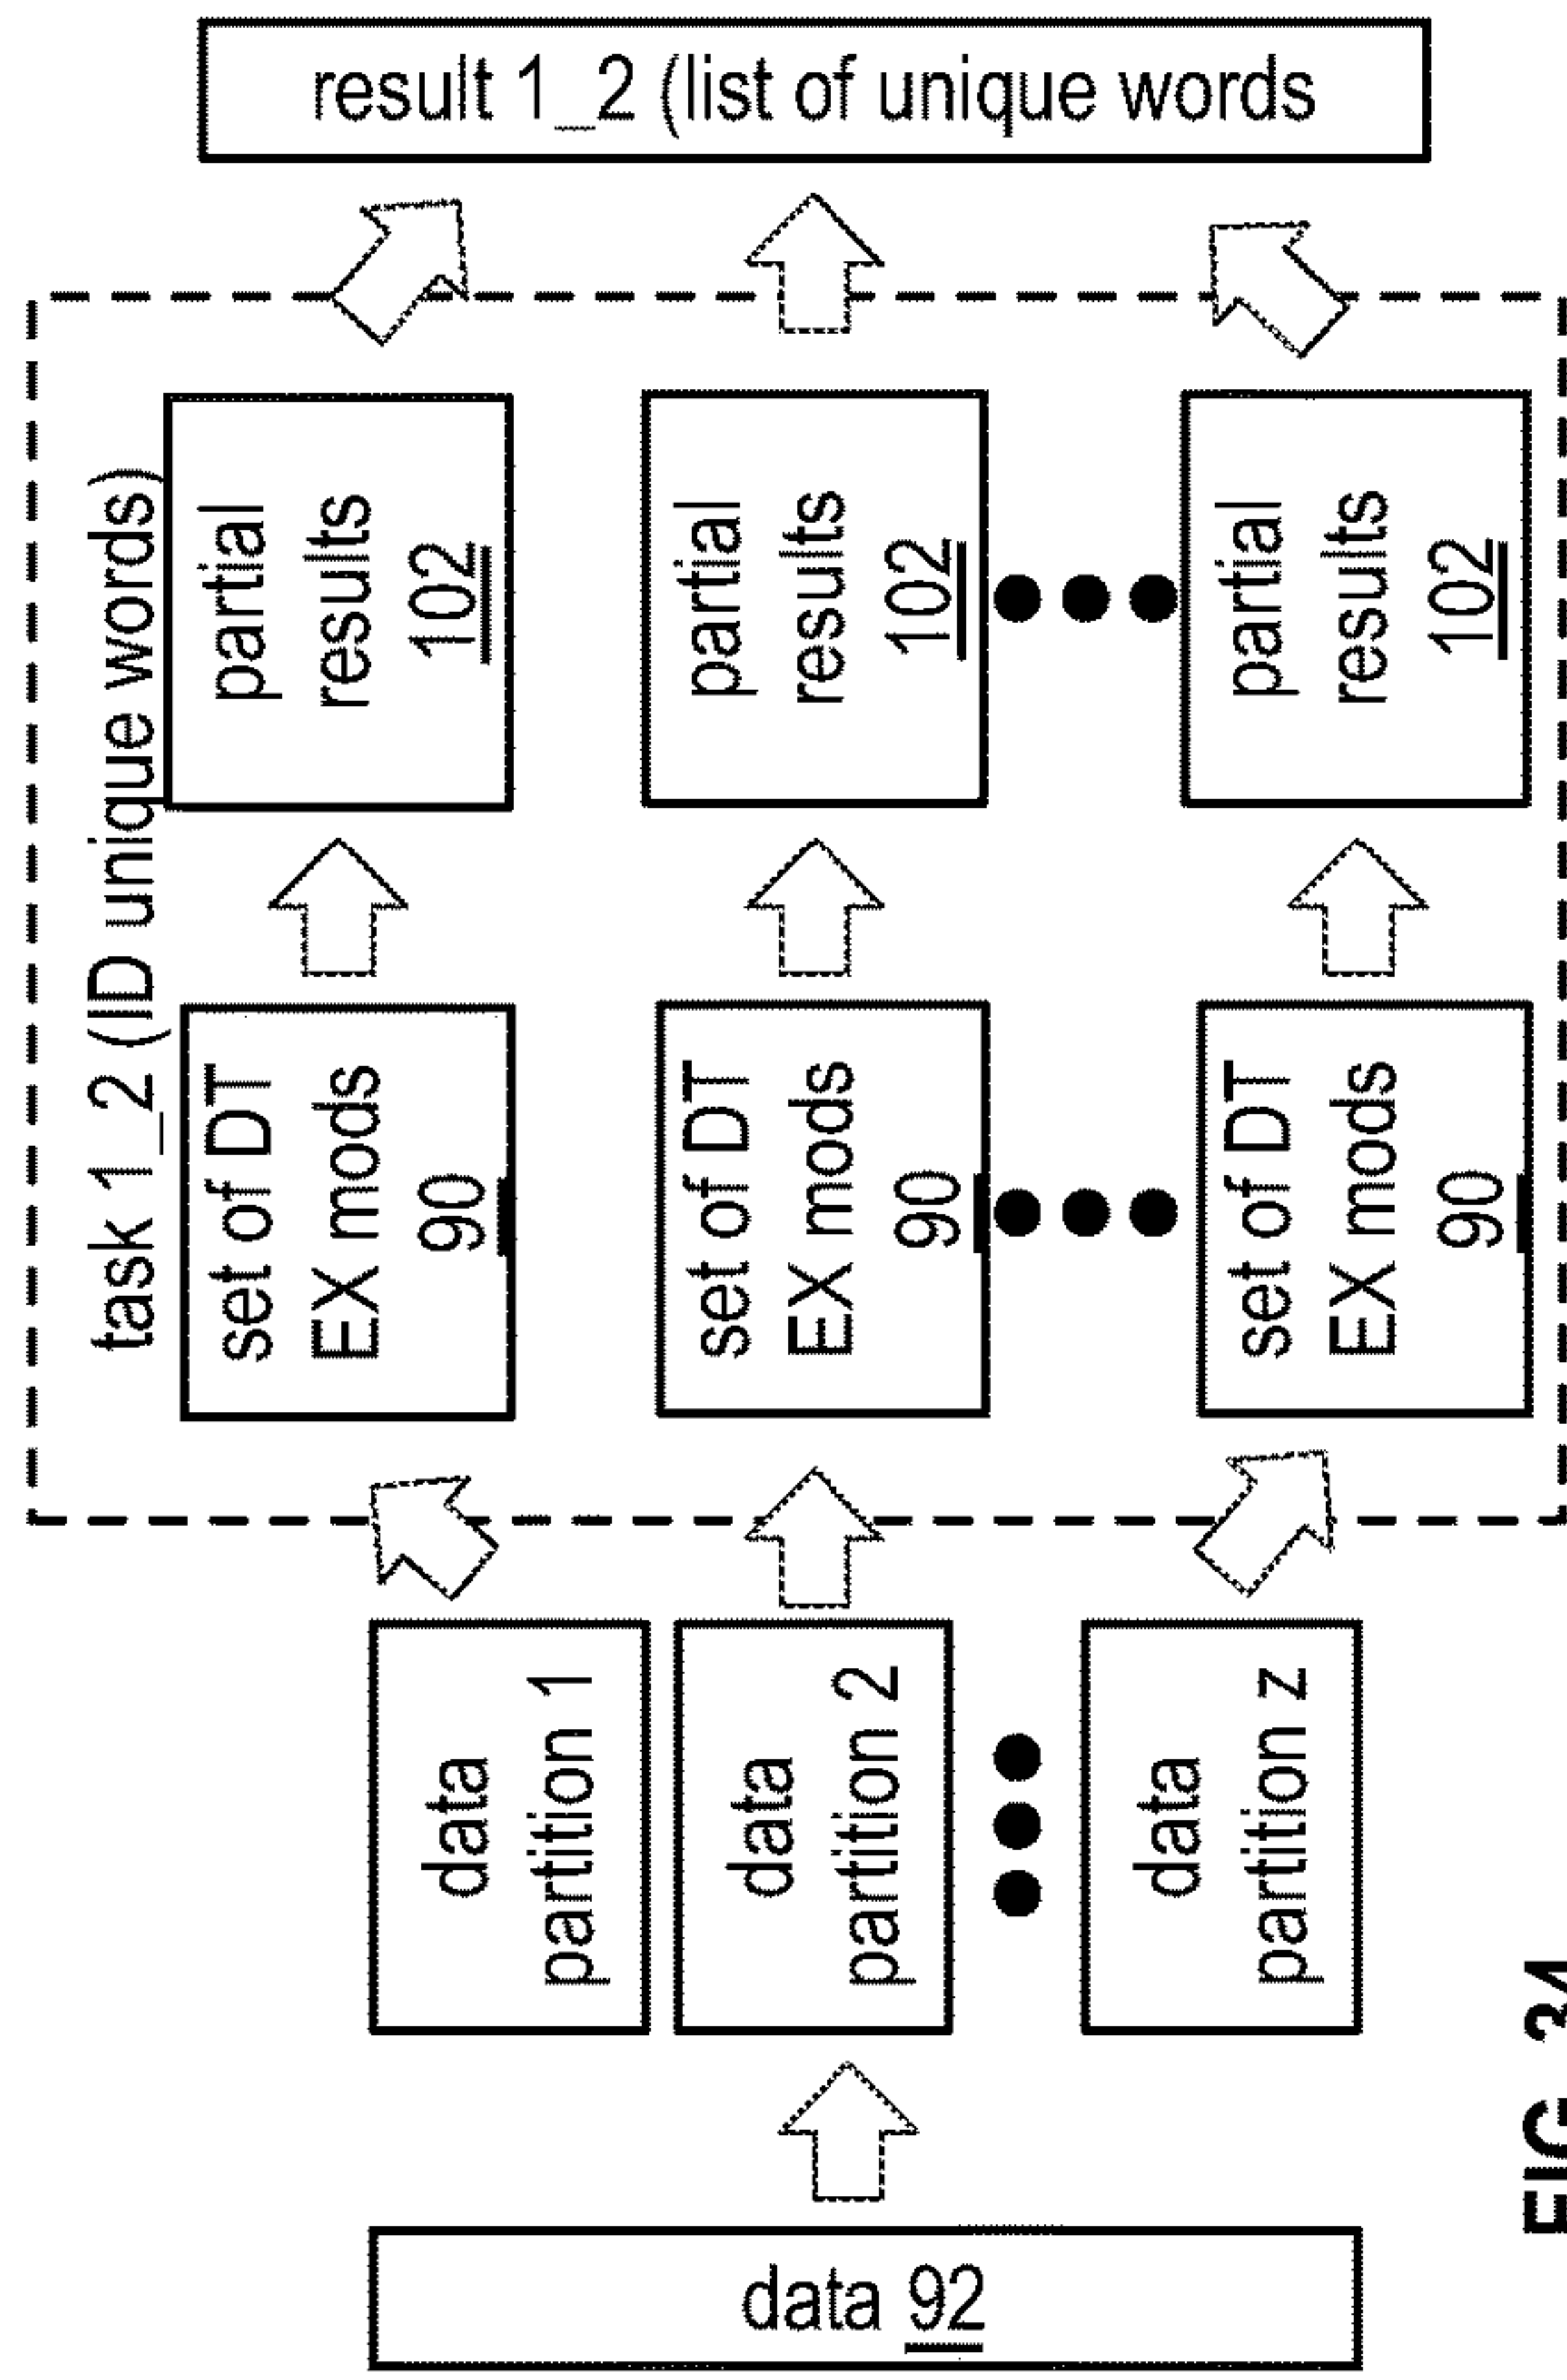 data 92
data
partition 1
data
partition 2
data
partition z
task 1_2 (ID unique words)
set of DT
EX mods
90
set of DT
EX mods
90
set of DT
EX mods
90
partial
results
102
partial
results
102
partial
results
102
result 1_2 (list of unique words